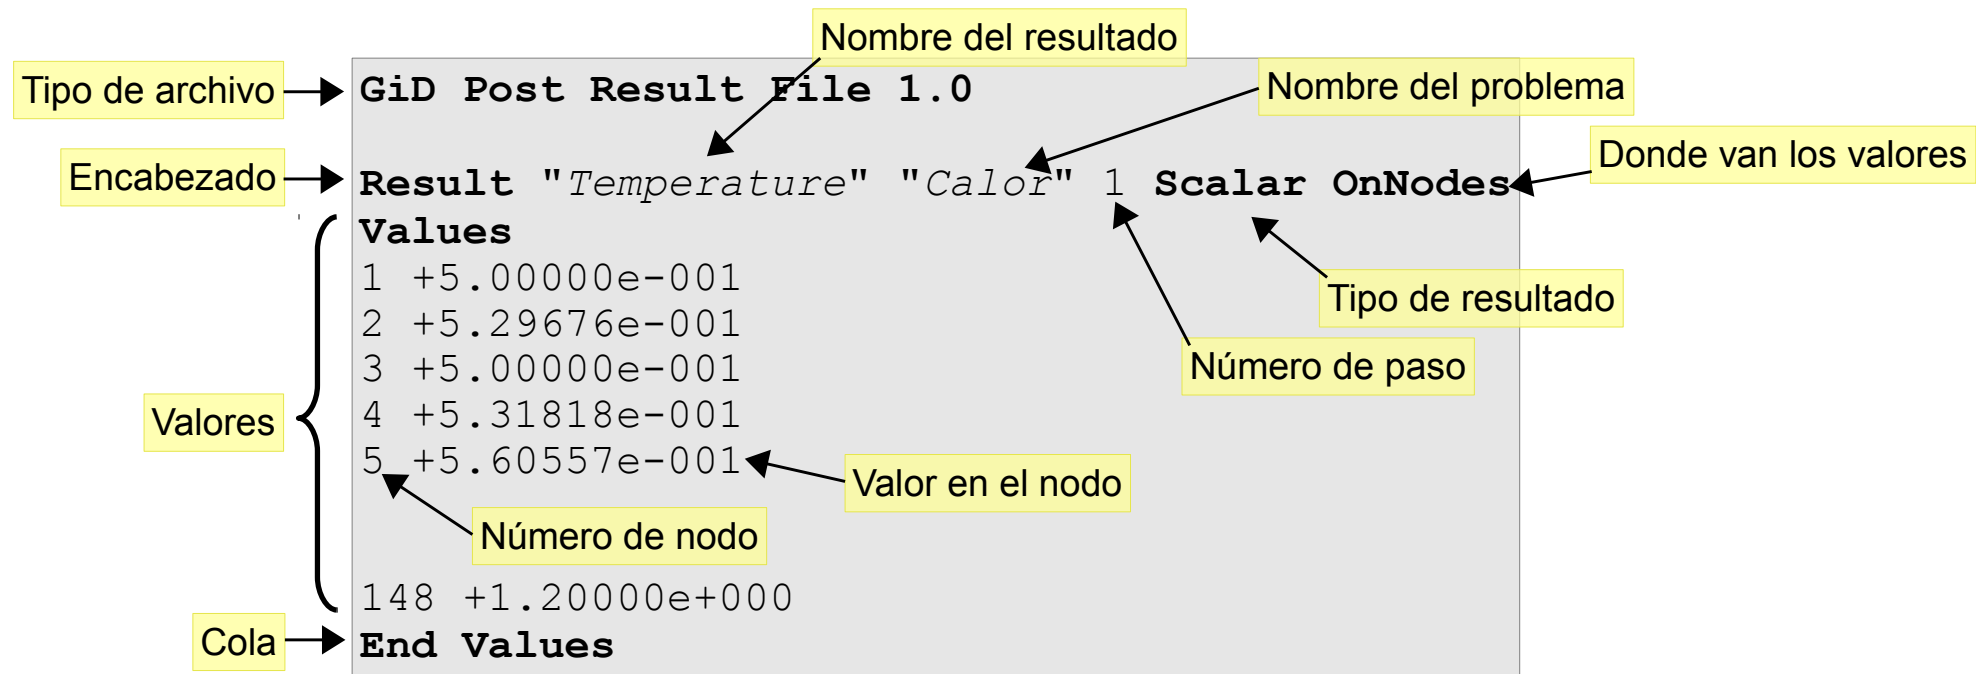 Nombre del resultado
Tipo de archivo
GiD Post Result File 1.0
Nombre del problema
Donde van los valores
Encabezado
Result "Temperature" "Calor" 1 Scalar OnNodes
Values
1 +5.00000e-001
Tipo de resultado
2 +5.29676e-001
3 +5.00000e-001
Número de paso
Valores
4 +5.31818e-001
5 +5.60557e-001
Valor en el nodo
Número de nodo
148 +1.20000e+000
Cola
End Values